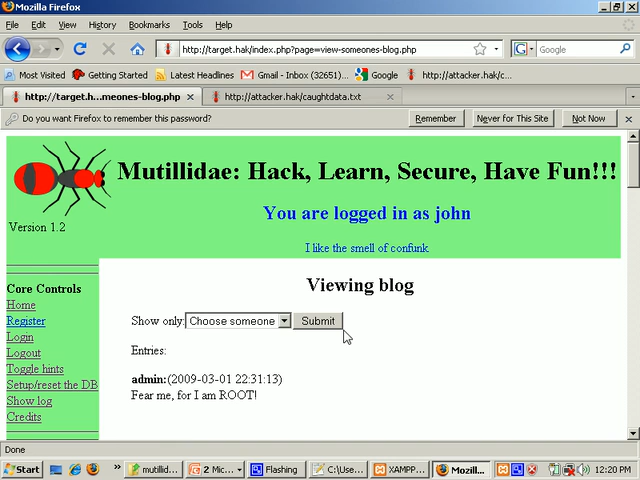 Mozilla Firefox
File Edit View History Bookmarks Tools Help
http://target.hak/index.php?page=view-someones-blog.php
Google
Most Visited Getting Started Latest Headlines Gmail - Inbox (32651)... Google http://attacker.hak/c...
http://target.h...meones-blog.php http://attacker.hak/caughtdata.txt
Do you want Firefox to remember this password? Remember Never for This Site Not Now
Mutillidae: Hack, Learn, Secure, Have Fun!!!
You are logged in as john
Version 1.2
I like the smell of confunk
Core Controls
Home
Register
Login
Logout
Toggle hints
Setup/reset the DB
Show log
Credits
Viewing blog
Show only: Choose someone Submit
Entries:
admin:(2009-03-01 22:31:13)
Fear me, for I am ROOT!
Done
Start » mutillid... 2 Mic... Flashing C:\Use... XAMPP... Mozill... 12:20 PM